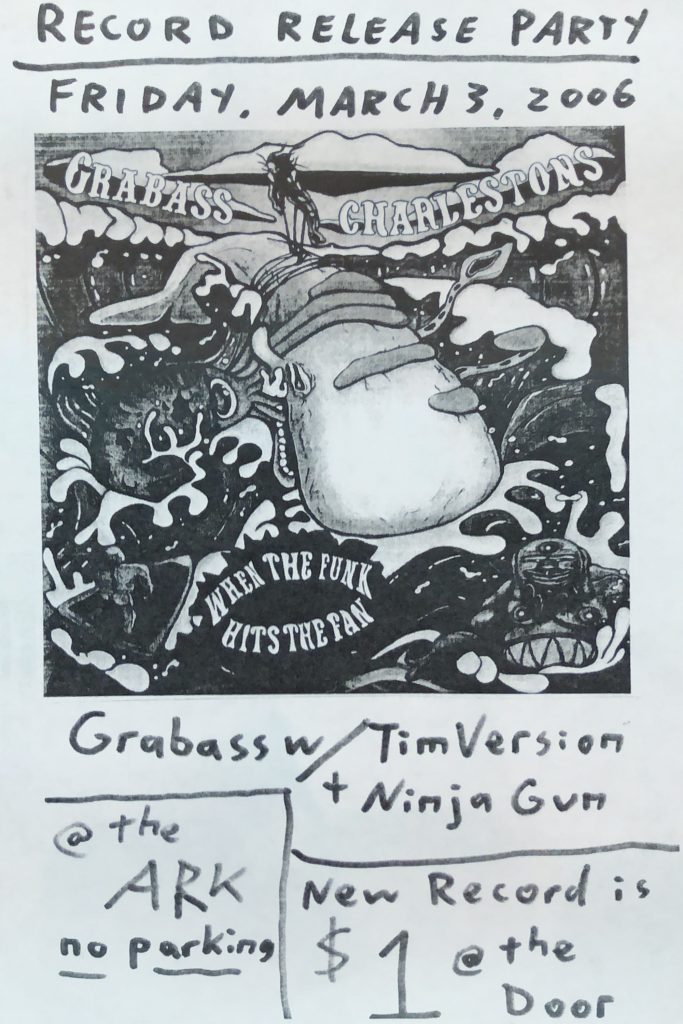 RECORD RELEASE PARTY
FRIDAY, MARCH 3, 2006
GRABASS CHARLESTONS
WHEN THE FUNK
HITS THE FAN
Grabass w/ Tim Version
+ Ninja Gun
@ the
ARK
no parking
New Record is
$1 @ the
Door